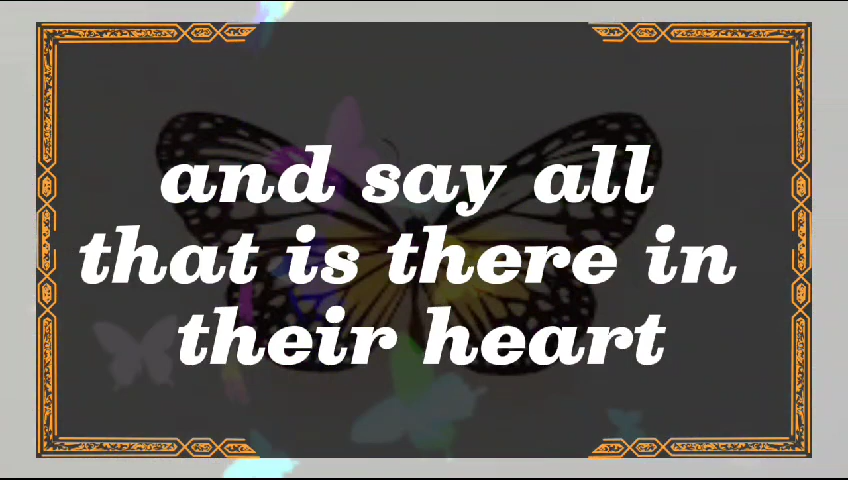 and say all
that is there in
their heart